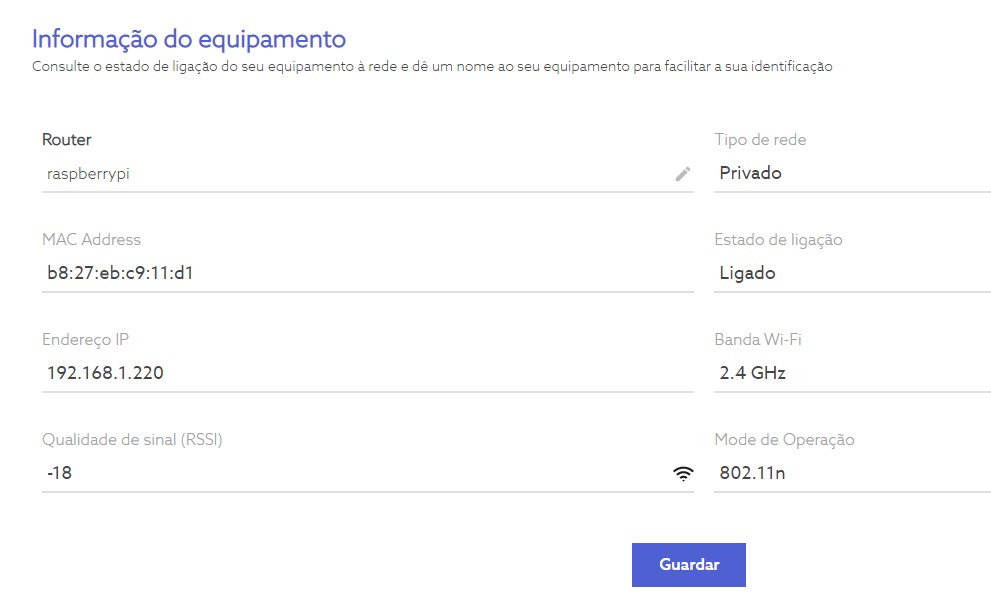 Informação do equipamento
Consulte o estado de ligação do seu equipamento à rede e dê um nome ao seu equipamento para facilitar a sua identificação
Router
raspberrypi
Tipo de rede
Privado
MAC Address
b8:27:eb:c9:11:d1
Estado de ligação
Ligado
Endereço IP
192.168.1.220
Banda Wi-Fi
2.4 GHz
Qualidade de sinal (RSSI)
-18
Mode de Operação
802.11n
Guardar